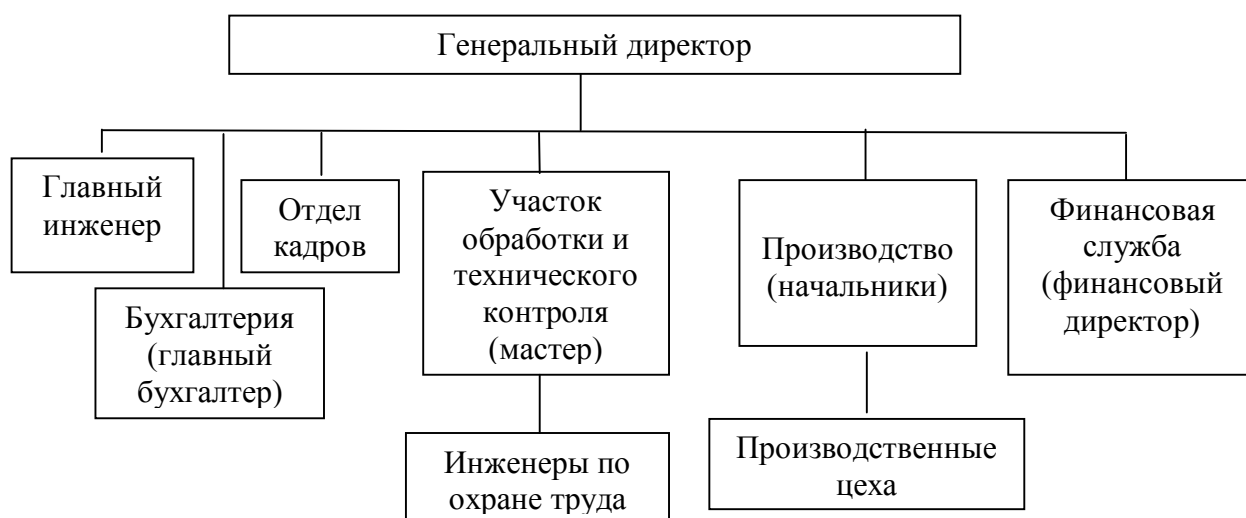 Генеральный директор
Главный
инженер
Бухгалтерия
(главный
бухгалтер)
Отдел
кадров
Участок
обработки и
технического
контроля
(мастер)
Производство
(начальники)
Финансовая
служба
(финансовый
директор)
Инженеры по
охране труда
Производственные
цеха